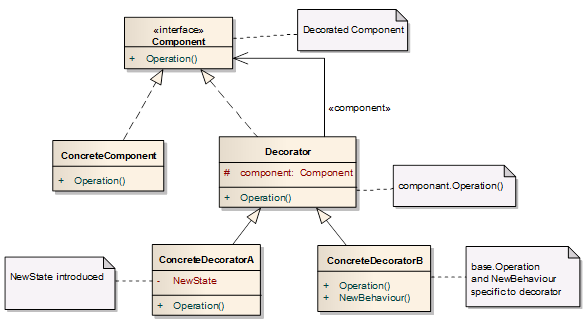 «interface»
Component
+ Operation()
Decorated Component
«component»
ConcreteComponent
+ Operation()
Decorator
# component: Component
+ Operation()
componant.Operation()
NewState introduced
ConcreteDecoratorA
- NewState
+ Operation()
ConcreteDecoratorB
+ Operation()
+ NewBehaviour()
base.Operation
and NewBehaviour
specific to decorator